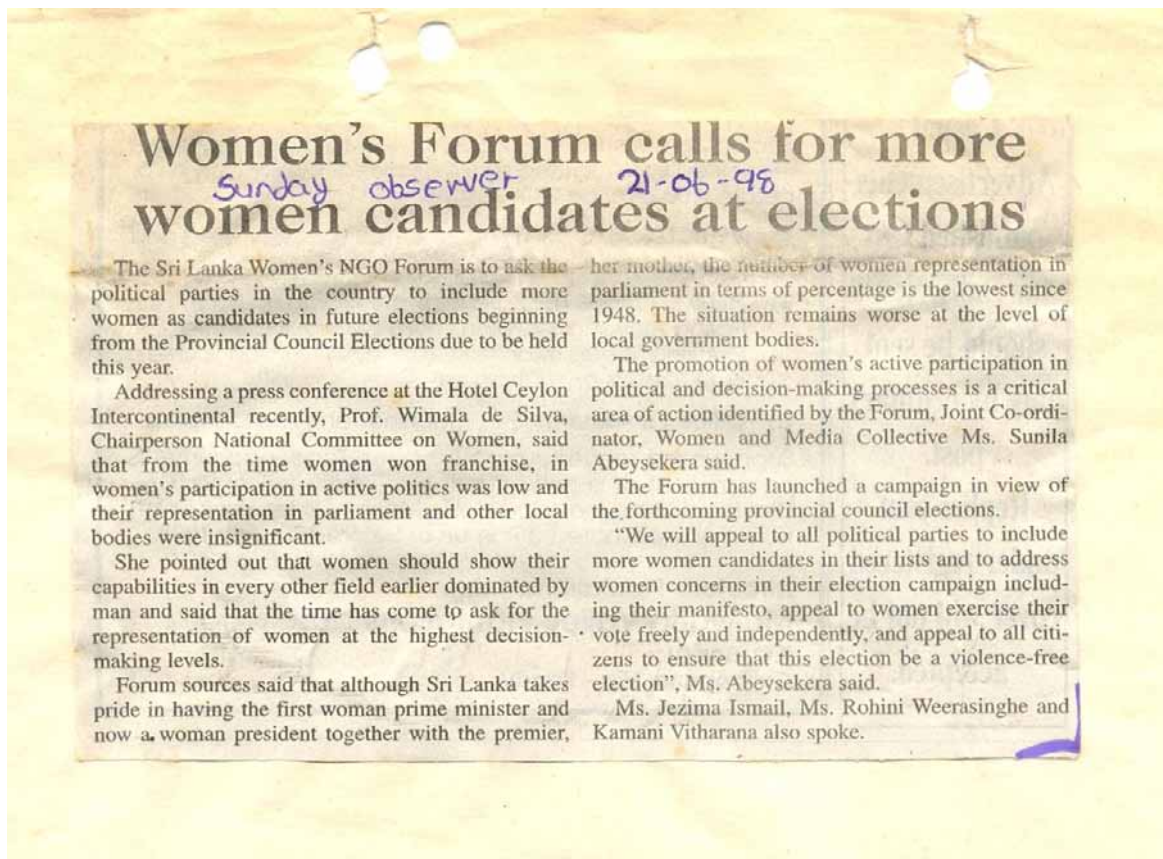 Women's Forum calls for more
Sunday observer 21-06-98
women candidates at elections
The Sri Lanka Women's NGO Forum is to ask the
political parties in the country to include more
women as candidates in future elections beginning
from the Provincial Council Elections due to be held
this year.
Addressing a press conference at the Hotel Ceylon
Intercontinental recently, Prof. Wimala de Silva,
Chairperson National Committee on Women, said
that from the time women won franchise, in
women's participation in active politics was low and
their representation in parliament and other local
bodies were insignificant.
She pointed out that women should show their
capabilities in every other field earlier dominated by
man and said that the time has come to ask for the
representation of women at the highest decision-
making levels.
Forum sources said that although Sri Lanka takes
pride in having the first woman prime minister and
now a woman president together with the premier,
her mother, the number of women representation in
parliament in terms of percentage is the lowest since
1948. The situation remains worse at the level of
local government bodies.
The promotion of women's active participation in
political and decision-making processes is a critical
area of action identified by the Forum, Joint Co-ordi-
nator, Women and Media Collective Ms. Sunila
Abeysekera said.
The Forum has launched a campaign in view of
the forthcoming provincial council elections.
"We will appeal to all political parties to include
more women candidates in their lists and to address
women concerns in their election campaign includ-
ing their manifesto, appeal to women exercise their
vote freely and independently, and appeal to all citi-
zens to ensure that this election be a violence-free
election", Ms. Abeysekera said.
Ms. Jezima Ismail, Ms. Rohini Weerasinghe and
Kamani Vitharana also spoke.